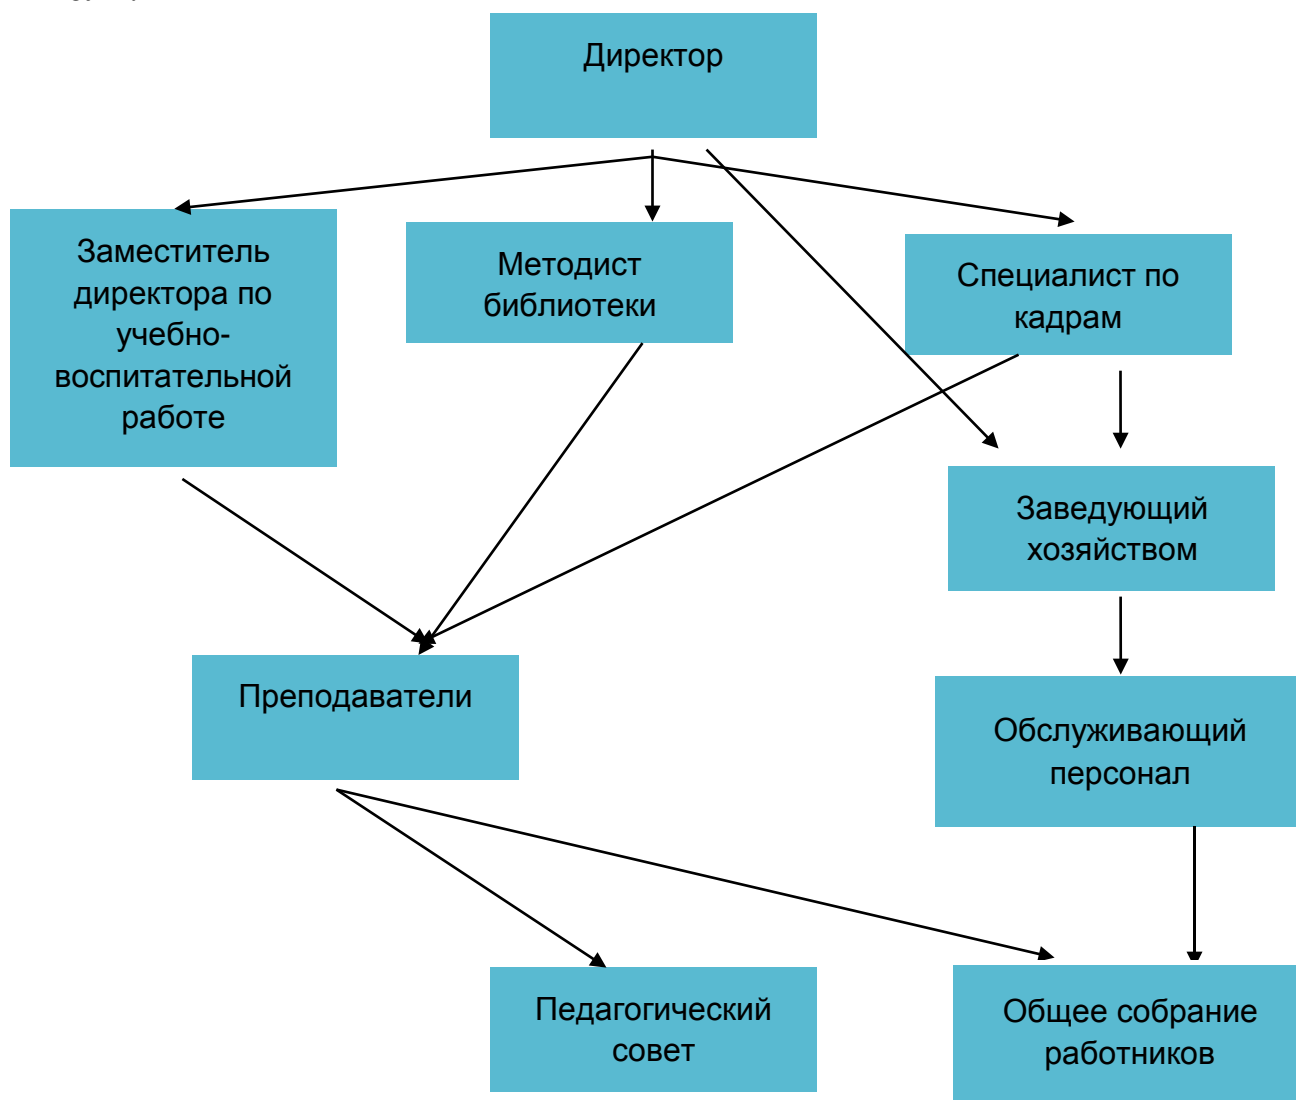 Директор
Заместитель
директора по
учебно-
воспитательной
работе
Методист
библиотеки
Специалист по
кадрам
Заведующий
хозяйством
Преподаватели
Обслуживающий
персонал
Педагогический
совет
Общее собрание
работников